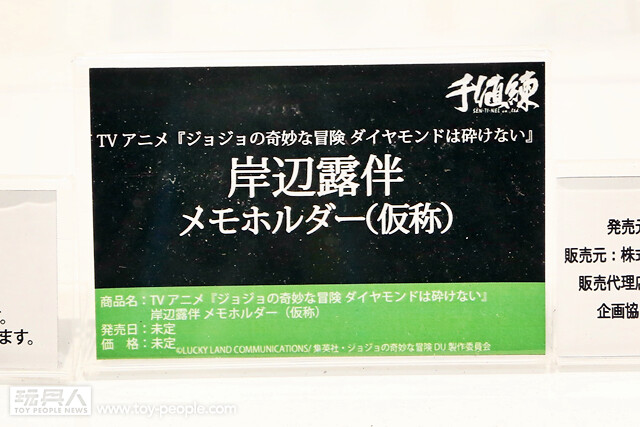 千値練
SEN-TI-NEL co.,Ltd
TV アニメ『ジョジョの奇妙な冒険 ダイヤモンドは砕けない』
岸辺露伴
メモホルダー(仮称)
商品名：TV アニメ『ジョジョの奇妙な冒険 ダイヤモンドは砕けない』
岸辺露伴 メモホルダー（仮称）
発売日：未定
価　格：未定
©LUCKY LAND COMMUNICATIONS/ 集英社・ジョジョの奇妙な冒険 DU 製作委員会
。
ます。
発売元
販売元：株式
販売代理店
企画協
玩具人
TOY PEOPLE NEWS
www.toy-people.com